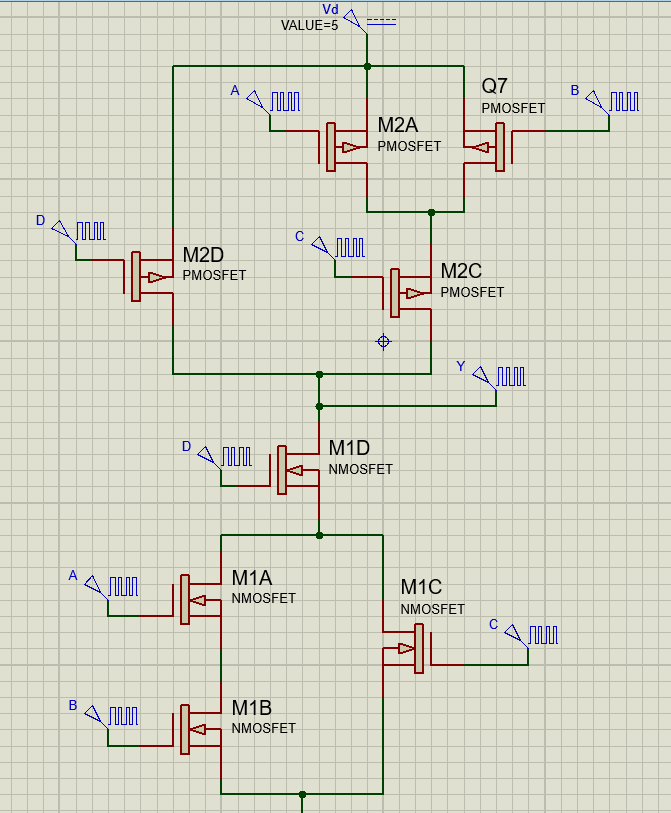 Vd
VALUE=5
A
M2A
PMOSFET
Q7
PMOSFET
B
D
M2D
PMOSFET
C
M2C
PMOSFET
Y
D
M1D
NMOSFET
A
M1A
NMOSFET
M1C
NMOSFET
C
B
M1B
NMOSFET